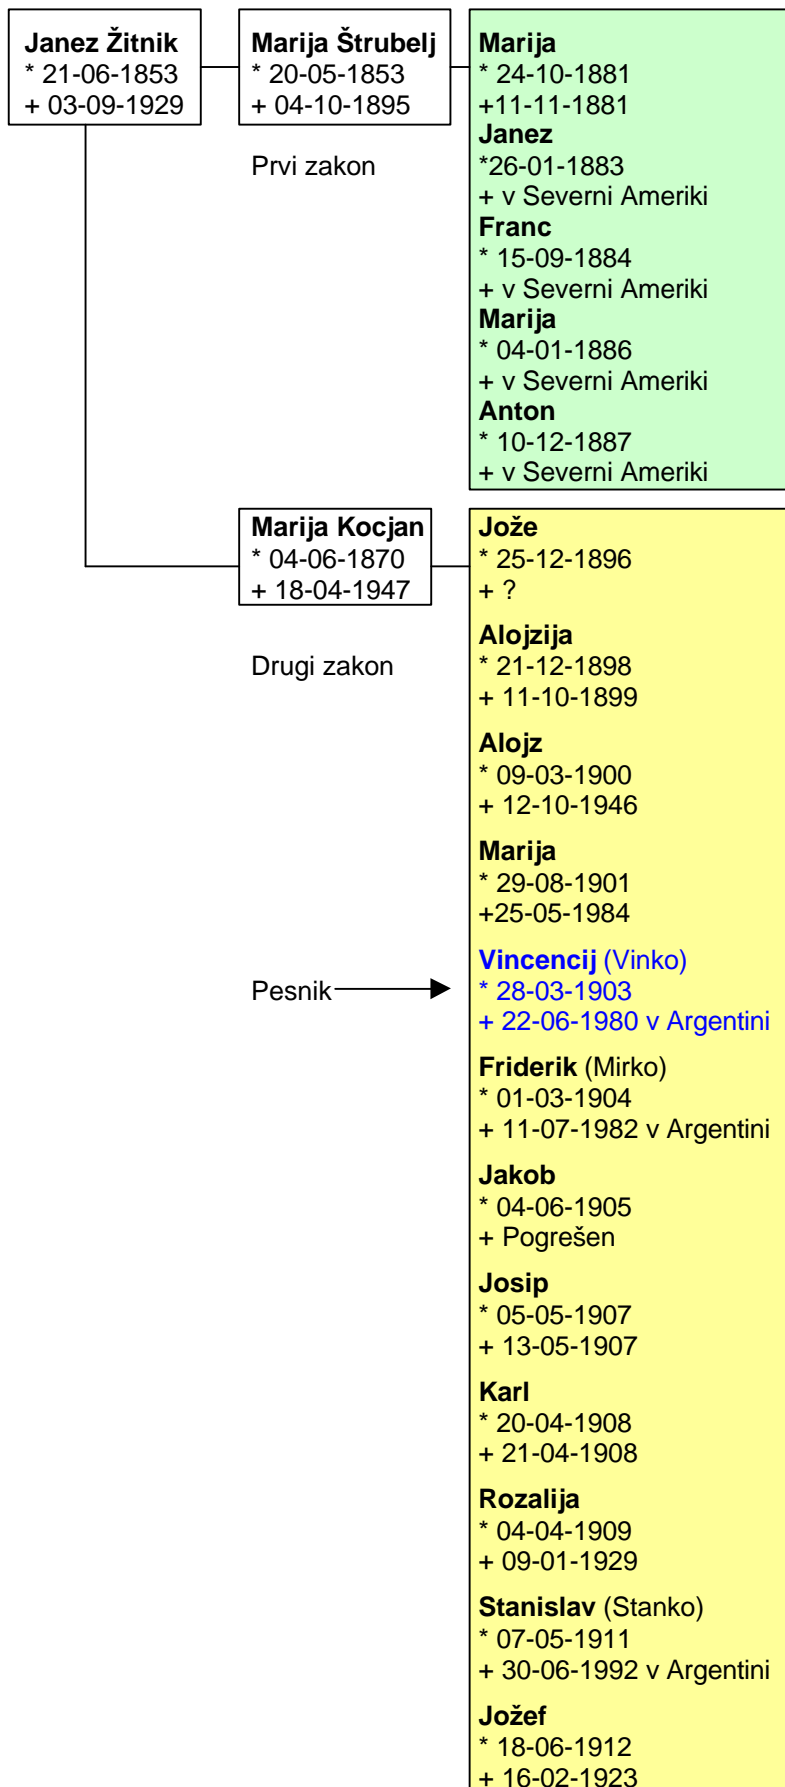 Janez Žitnik
* 21-06-1853
+ 03-09-1929
Marija Štrubelj
* 20-05-1853
+ 04-10-1895
Prvi zakon
Marija
* 24-10-1881
+11-11-1881
Janez
*26-01-1883
+ v Severni Ameriki
Franc
* 15-09-1884
+ v Severni Ameriki
Marija
* 04-01-1886
+ v Severni Ameriki
Anton
* 10-12-1887
+ v Severni Ameriki
Marija Kocjan
* 04-06-1870
+ 18-04-1947
Drugi zakon
Jože
* 25-12-1896
+ ?
Alojzija
* 21-12-1898
+ 11-10-1899
Alojz
* 09-03-1900
+ 12-10-1946
Marija
* 29-08-1901
+25-05-1984
Pesnik
Vincencij (Vinko)
* 28-03-1903
+ 22-06-1980 v Argentini
Friderik (Mirko)
* 01-03-1904
+ 11-07-1982 v Argentini
Jakob
* 04-06-1905
+ Pogrešen
Josip
* 05-05-1907
+ 13-05-1907
Karl
* 20-04-1908
+ 21-04-1908
Rozalija
* 04-04-1909
+ 09-01-1929
Stanislav (Stanko)
* 07-05-1911
+ 30-06-1992 v Argentini
Jožef
* 18-06-1912
+ 16-02-1923